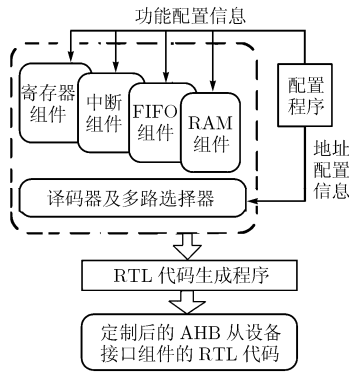 功能配置信息
寄存器
组件
中断
组件
FIFO
组件
RAM
组件
配置
程序
地址
配置
信息
译码器及多路选择器
RTL 代码生成程序
定制后的 AHB 从设备
接口组件的 RTL 代码